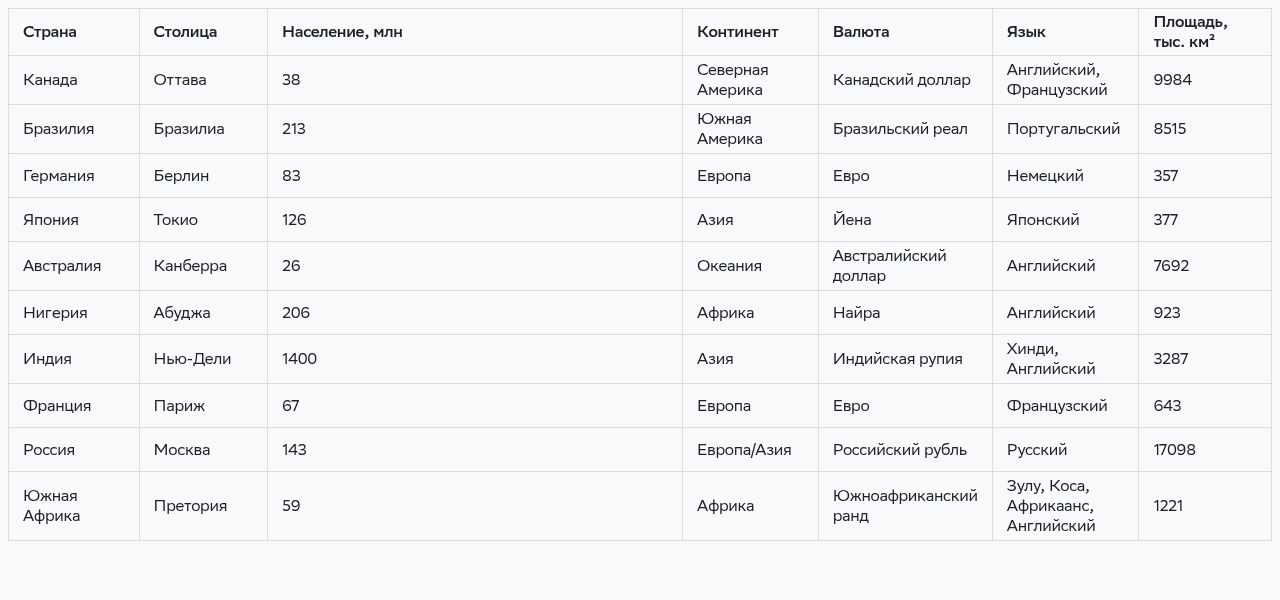 Страна Столица Население, млн Континент Валюта Язык Площадь,
тыс. км²
Канада Оттава 38 Северная
Америка Канадский доллар Английский,
Французский 9984
Бразилия Бразилиа 213 Южная
Америка Бразильский реал Португальский 8515
Германия Берлин 83 Европа Евро Немецкий 357
Япония Токио 126 Азия Йена Японский 377
Австралия Канберра 26 Океания Австралийский
доллар Английский 7692
Нигерия Абуджа 206 Африка Найра Английский 923
Индия Нью-Дели 1400 Азия Индийская рупия Хинди,
Английский 3287
Франция Париж 67 Европа Евро Французский 643
Россия Москва 143 Европа/Азия Российский рубль Русский 17098
Южная
Африка Претория 59 Африка Южноафриканский
ранд Зулу, Коса,
Африкаанс,
Английский 1221